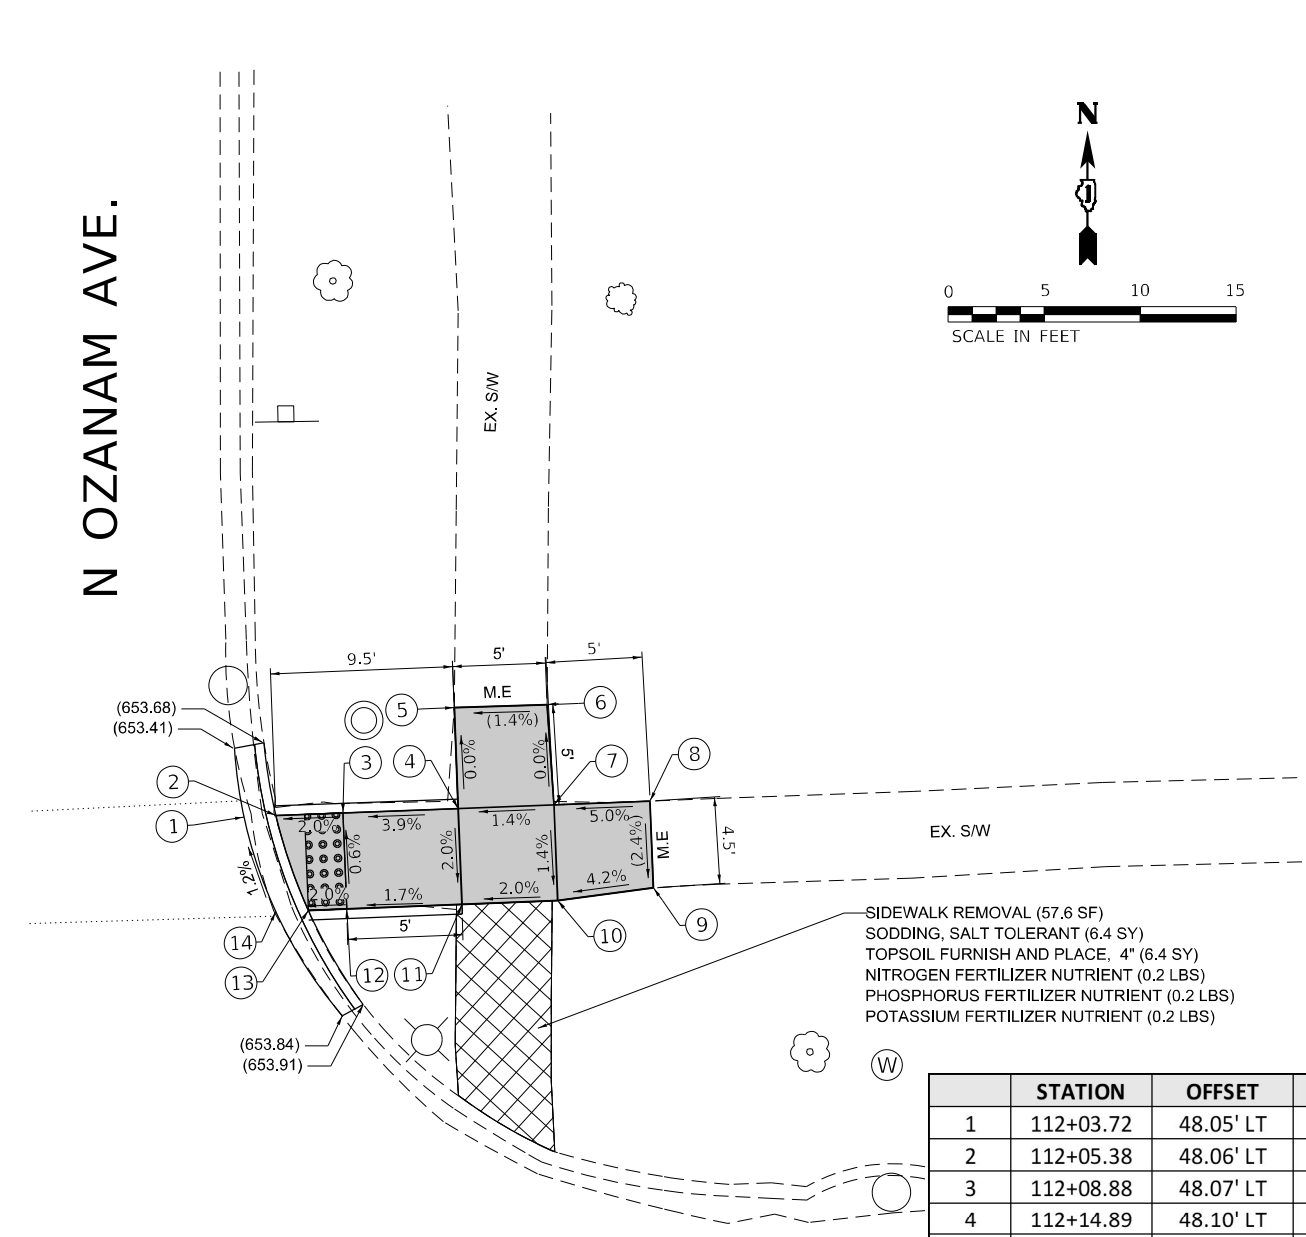 N
0 5 10 15
SCALE IN FEET
N OZANAM AVE.
EX. S/W
9.5' 5' 5'
M.E
(653.68)
(653.41)
5
6
(1.4%)
0.0%
0.0%
5'
2
3
4
7
8
1
2.0%
3.9%
1.4%
5.0%
0.6%
2.0%
1.4%
(2.4%)
M.E
4.5'
EX. S/W
1.2%
2.0%
1.7%
2.0%
4.2%
5'
14
13
12
11
10
9
SIDEWALK REMOVAL (57.6 SF)
SODDING, SALT TOLERANT (6.4 SY)
TOPSOIL FURNISH AND PLACE, 4" (6.4 SY)
NITROGEN FERTILIZER NUTRIENT (0.2 LBS)
PHOSPHORUS FERTILIZER NUTRIENT (0.2 LBS)
POTASSIUM FERTILIZER NUTRIENT (0.2 LBS)
(653.84)
(653.91)
W
STATION OFFSET
1 112+03.72 48.05' LT
2 112+05.38 48.06' LT
3 112+08.88 48.07' LT
4 112+14.89 48.10' LT